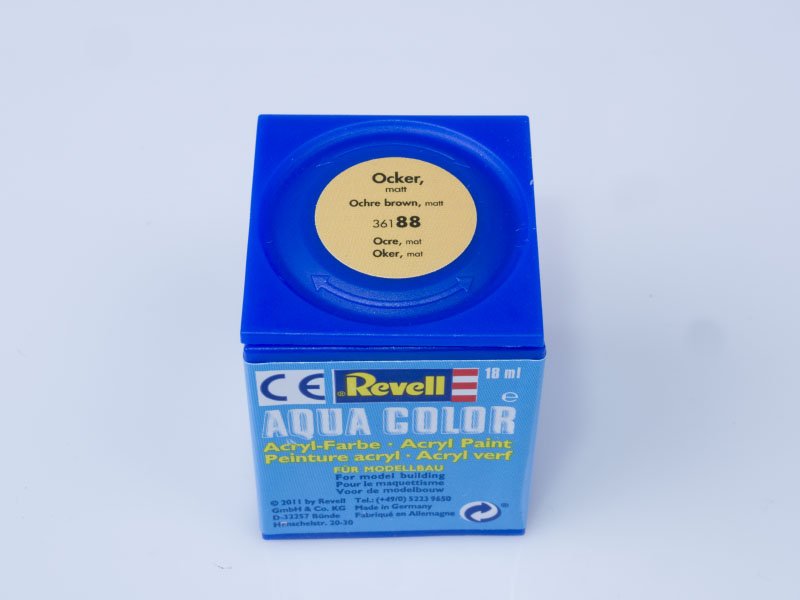 Ocker,
matt
Ochre brown, matt
36188
Ocre, mat
Oker, mat
CE Revell 18 ml
℮
AQUA COLOR
Acryl-Farbe · Acryl Paint
Peinture acryl · Acryl verf
FÜR MODELLBAU
For model building
Pour le maquettisme
Voor de modelbouw
© 2011 by Revell Tel.: (+49/0) 5223 9650
GmbH & Co. KG Made in Germany
D-32257 Bünde Fabriqué en Allemagne
Henschelstr. 20-30
®